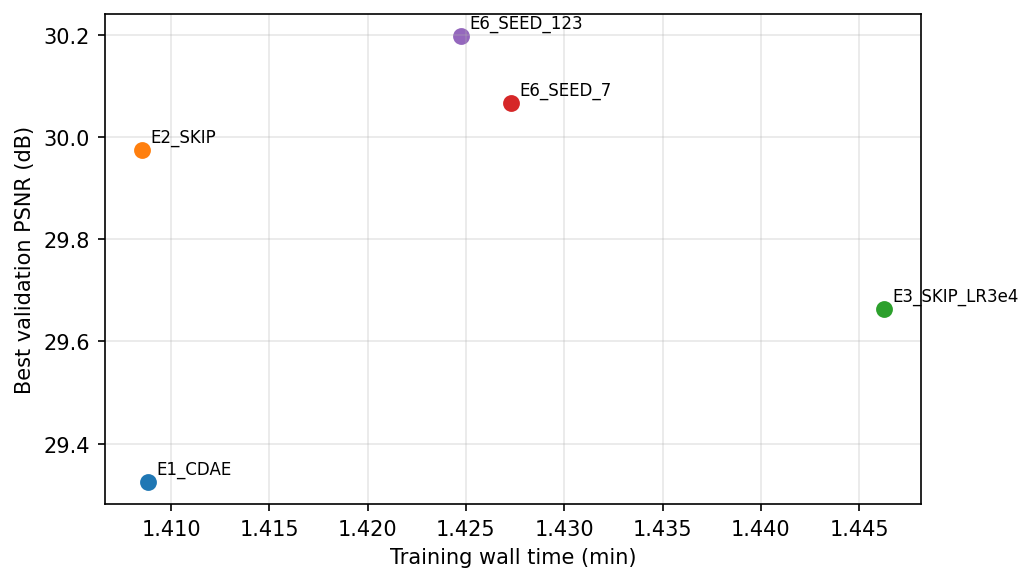 E6_SEED_123
30.2
E6_SEED_7
30.0
E2_SKIP
29.8
E3_SKIP_LR3e4
29.6
29.4
E1_CDAE
Best validation PSNR (dB)
1.410 1.415 1.420 1.425 1.430 1.435 1.440 1.445
Training wall time (min)